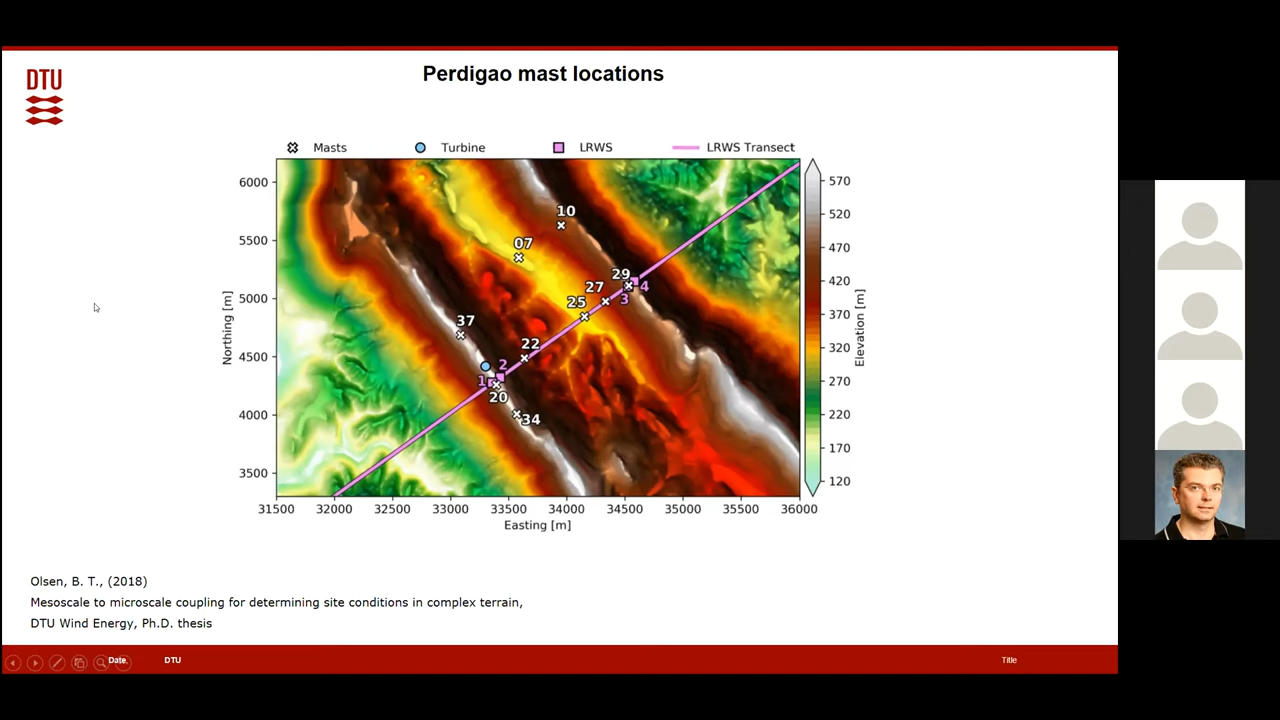 DTU
Perdigao mast locations
Masts Turbine LRWS LRWS Transect
6000
5500
5000
4500
4000
3500
Northing [m]
10
07
29
27
4
3
25
37
22
2
1
20
34
31500 32000 32500 33000 33500 34000 34500 35000 35500 36000
Easting [m]
570
520
470
420
370
320
270
220
170
120
Elevation [m]
Olsen, B. T., (2018)
Mesoscale to microscale coupling for determining site conditions in complex terrain,
DTU Wind Energy, Ph.D. thesis
Date. DTU Title